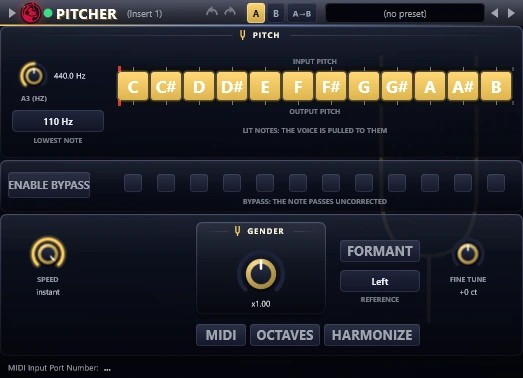 PITCHER (Insert 1) A B A→B (no preset)
PITCH
440.0 Hz
A3 (HZ)
110 Hz
LOWEST NOTE
INPUT PITCH
C C# D D# E F F# G G# A A# B
OUTPUT PITCH
LIT NOTES: THE VOICE IS PULLED TO THEM
ENABLE BYPASS
BYPASS: THE NOTE PASSES UNCORRECTED
SPEED
instant
GENDER
x1.00
FORMANT
Left
REFERENCE
FINE TUNE
+0 ct
MIDI OCTAVES HARMONIZE
MIDI Input Port Number: ...